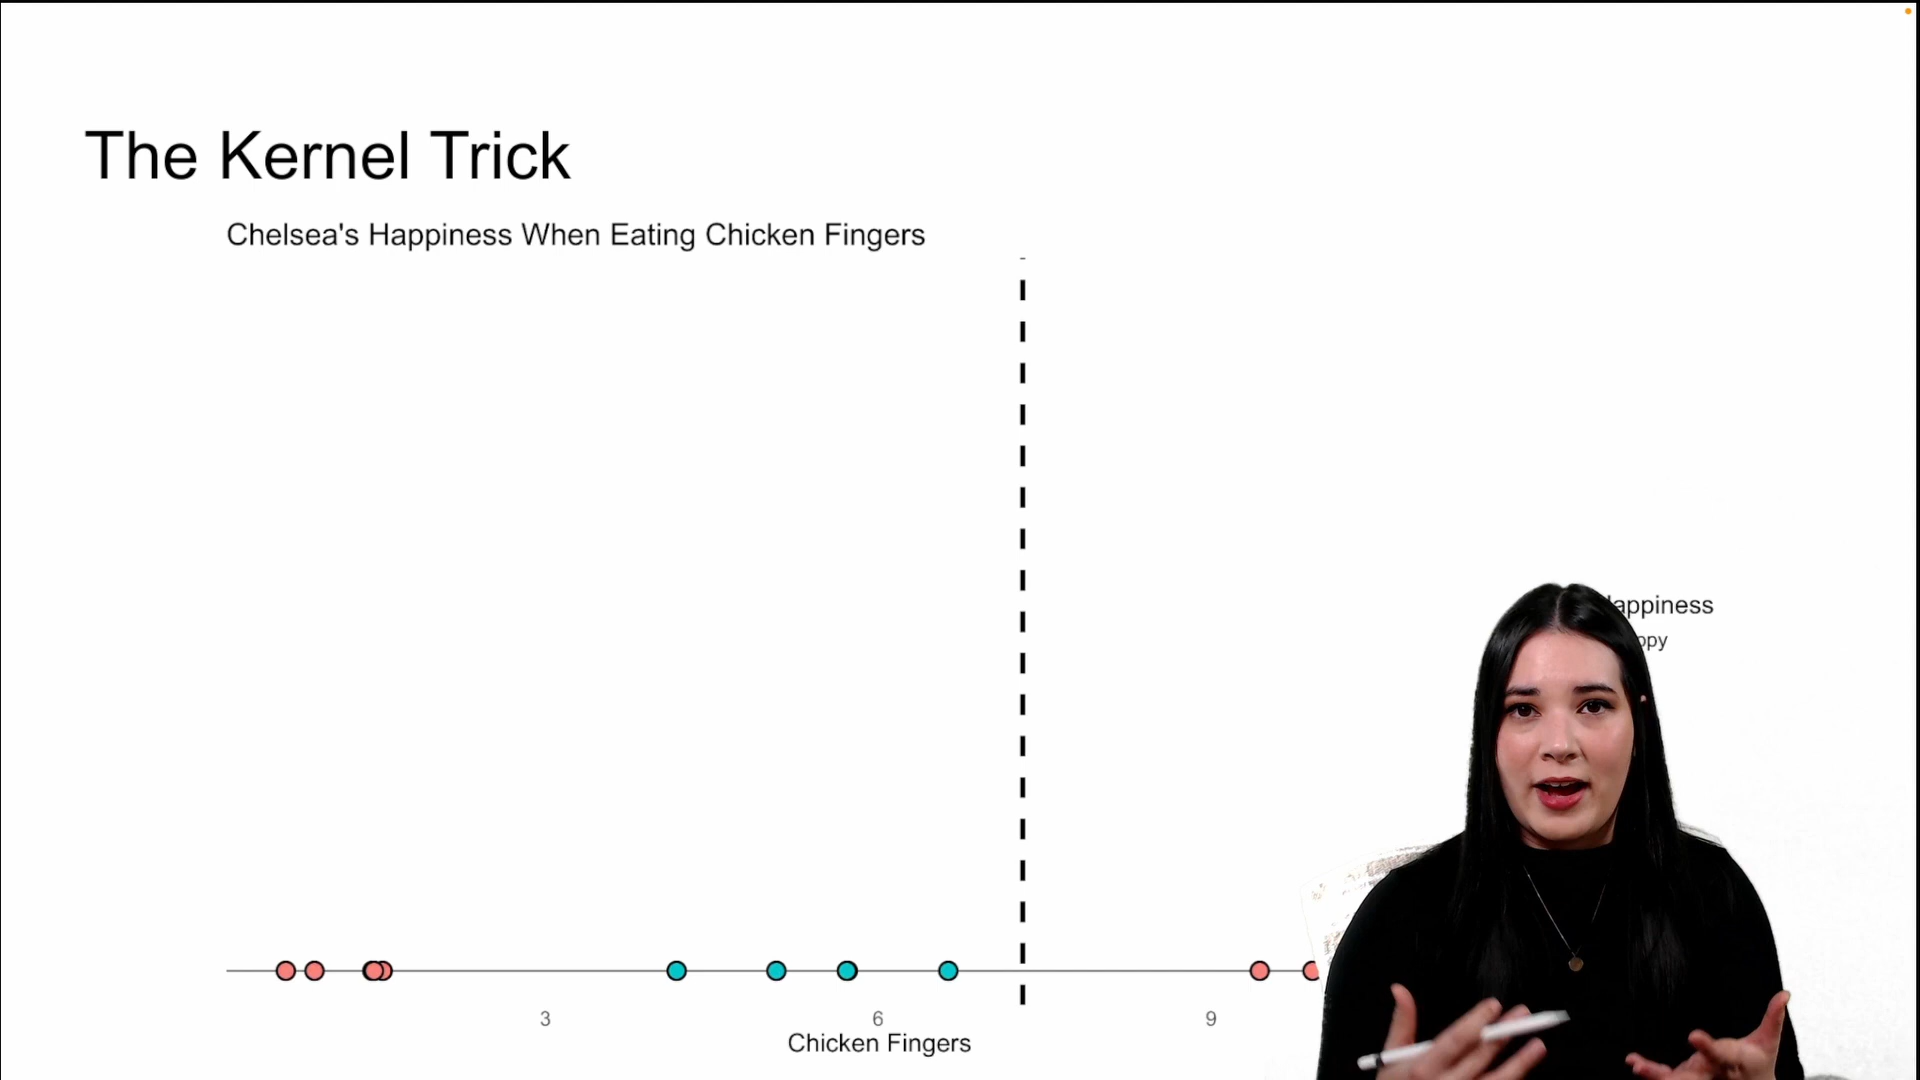 The Kernel Trick
Chelsea's Happiness When Eating Chicken Fingers
3 6 9
Chicken Fingers